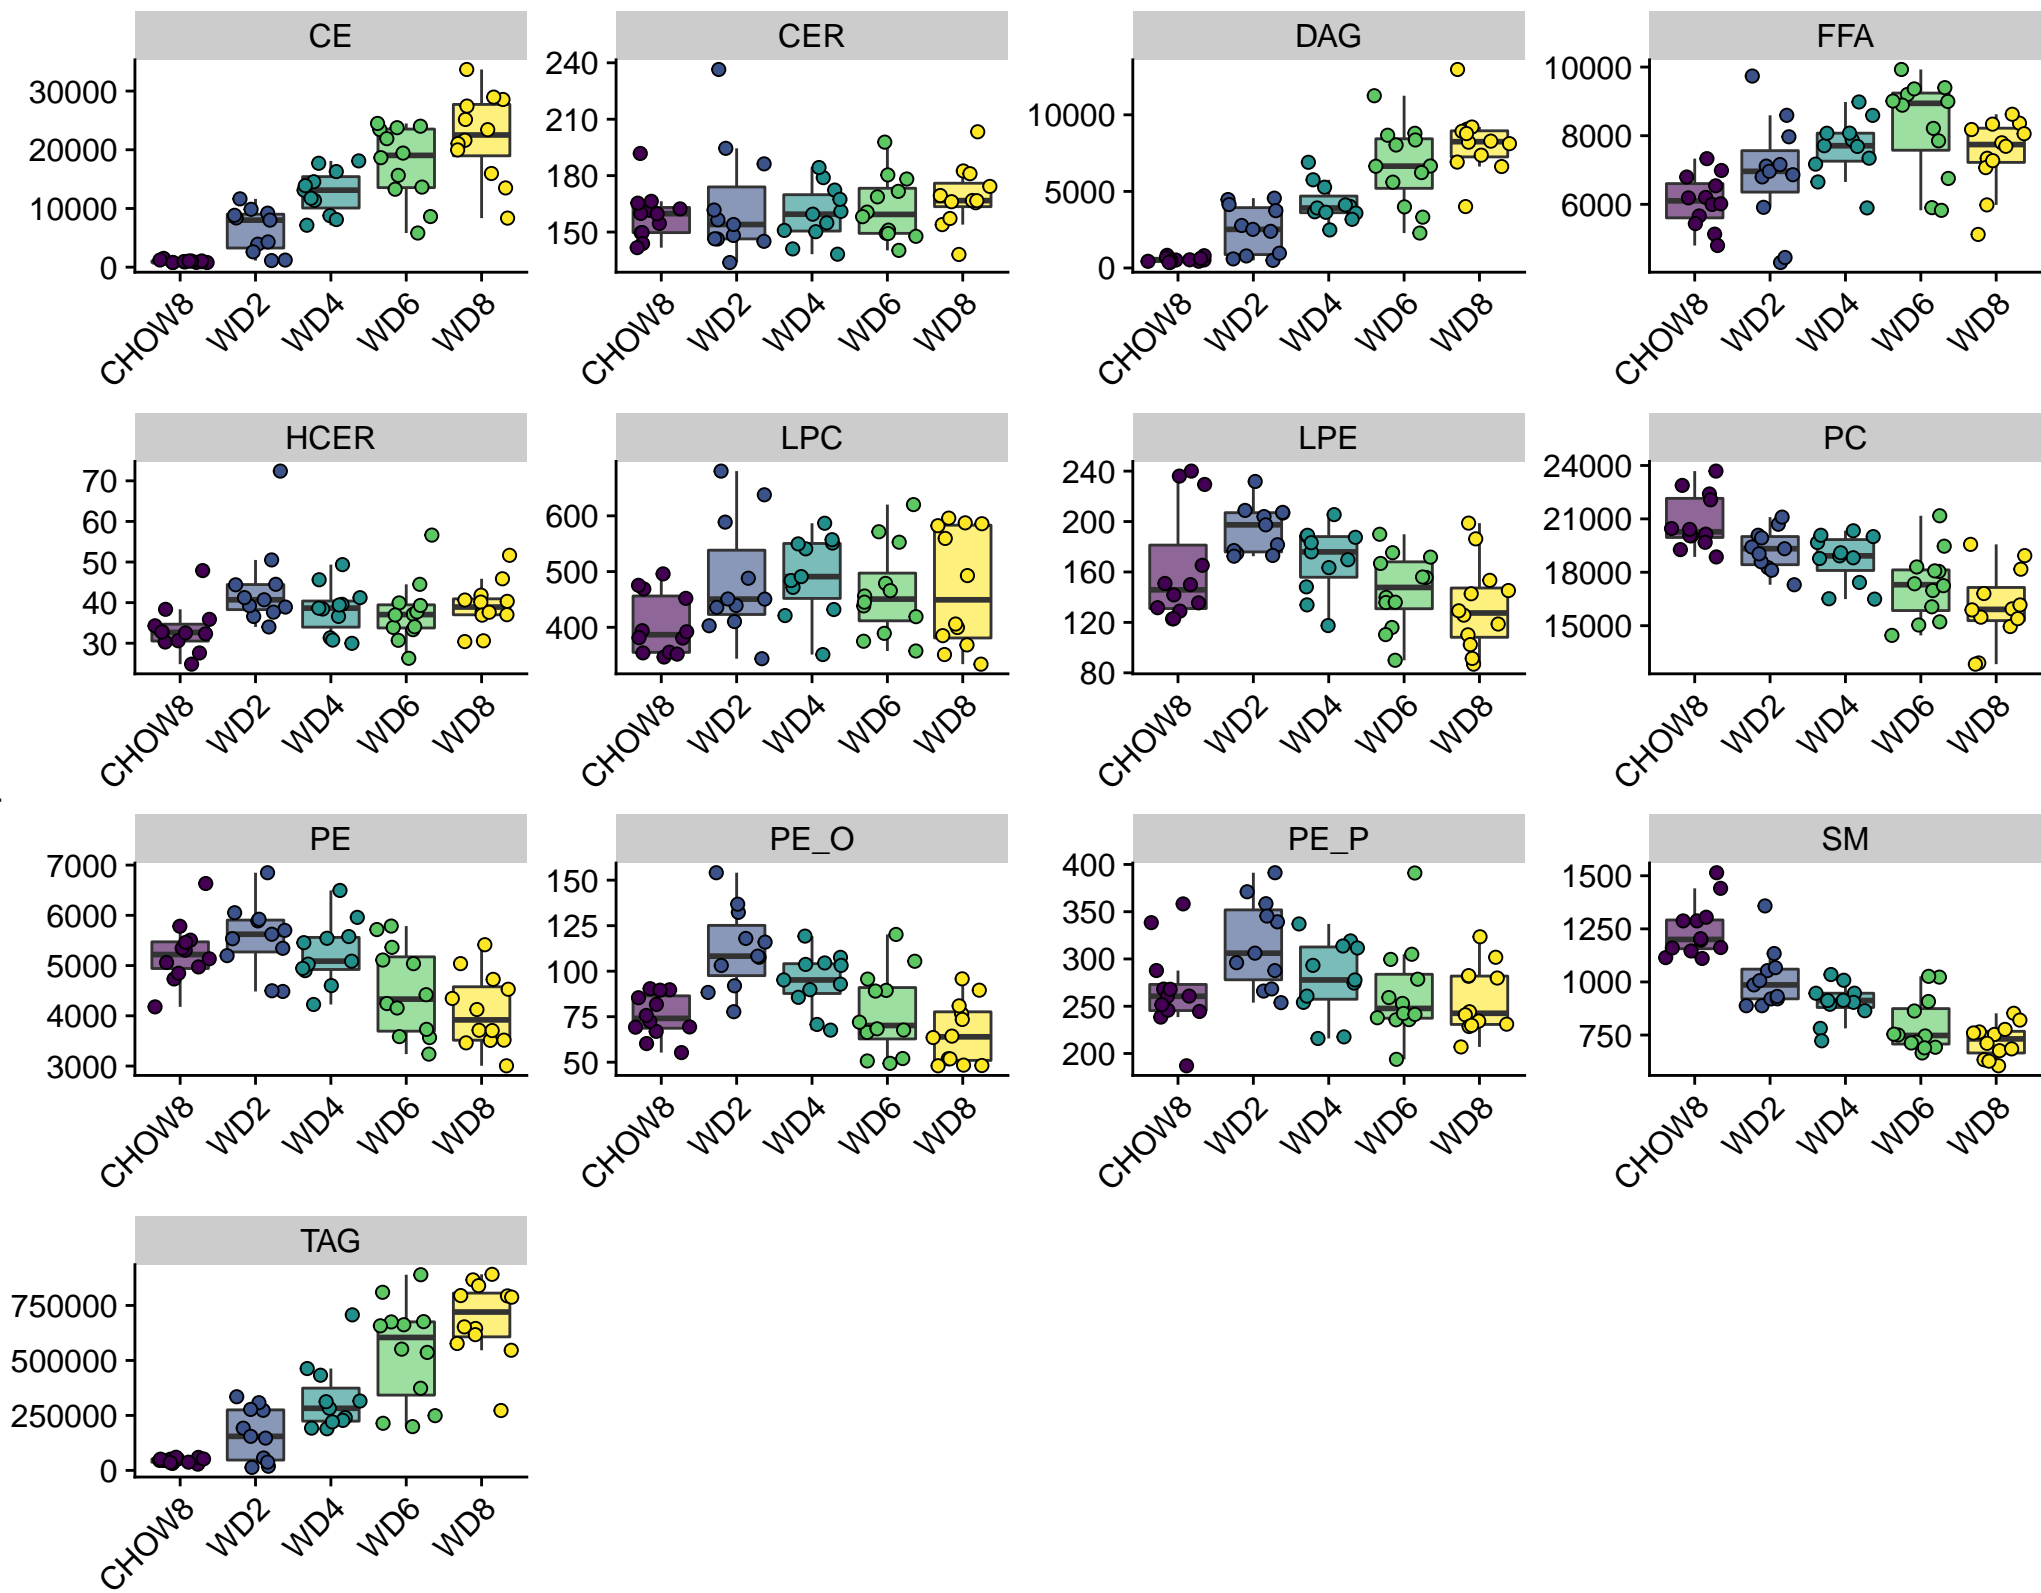 CE CER DAG FFA
30000 20000 10000 0
240 210 180 150
10000 5000 0
10000 8000 6000
CHOW8 WD2 WD4 WD6 WD8 CHOW8 WD2 WD4 WD6 WD8 CHOW8 WD2 WD4 WD6 WD8 CHOW8 WD2 WD4 WD6 WD8
HCER LPC LPE PC
70 60 50 40 30
600 500 400
240 200 160 120 80
24000 21000 18000 15000
CHOW8 WD2 WD4 WD6 WD8 CHOW8 WD2 WD4 WD6 WD8 CHOW8 WD2 WD4 WD6 WD8 CHOW8 WD2 WD4 WD6 WD8
PE PE_O PE_P SM
7000 6000 5000 4000 3000
150 125 100 75 50
400 350 300 250 200
1500 1250 1000 750
CHOW8 WD2 WD4 WD6 WD8 CHOW8 WD2 WD4 WD6 WD8 CHOW8 WD2 WD4 WD6 WD8 CHOW8 WD2 WD4 WD6 WD8
TAG
750000 500000 250000 0
CHOW8 WD2 WD4 WD6 WD8